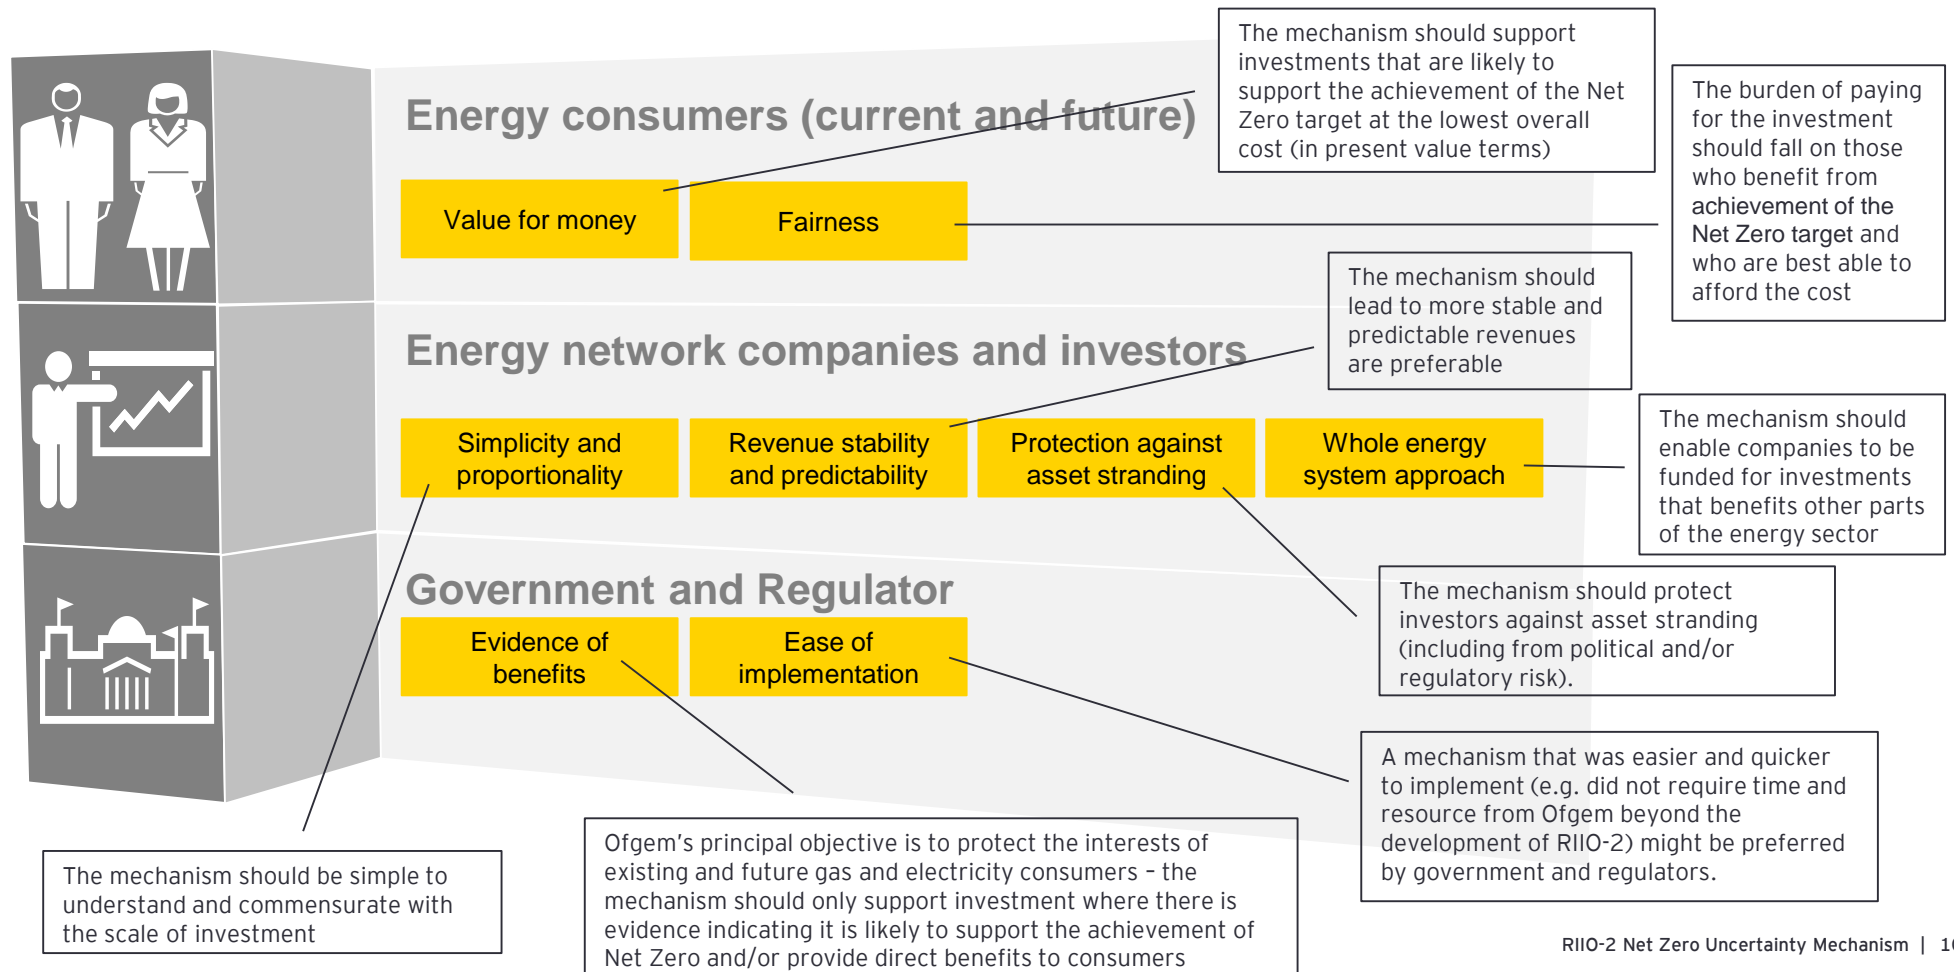 Energy consumers (current and future)
Value for money
Fairness
The mechanism should support
investments that are likely to
support the achievement of the Net
Zero target at the lowest overall
cost (in present value terms)
The burden of paying
for the investment
should fall on those
who benefit from
achievement of the
Net Zero target and
who are best able to
afford the cost
Energy network companies and investors
Simplicity and
proportionality
Revenue stability
and predictability
Protection against
asset stranding
Whole energy
system approach
The mechanism should
lead to more stable and
predictable revenues
are preferable
The mechanism should
enable companies to be
funded for investments
that benefits other parts
of the energy sector
Government and Regulator
Evidence of
benefits
Ease of
implementation
The mechanism should protect
investors against asset stranding
(including from political and/or
regulatory risk).
A mechanism that was easier and quicker
to implement (e.g. did not require time and
resource from Ofgem beyond the
development of RIIO-2) might be preferred
by government and regulators.
The mechanism should be simple to
understand and commensurate with
the scale of investment
Ofgem's principal objective is to protect the interests of
existing and future gas and electricity consumers – the
mechanism should only support investment where there is
evidence indicating it is likely to support the achievement of
Net Zero and/or provide direct benefits to consumers
RIIO-2 Net Zero Uncertainty Mechanism |